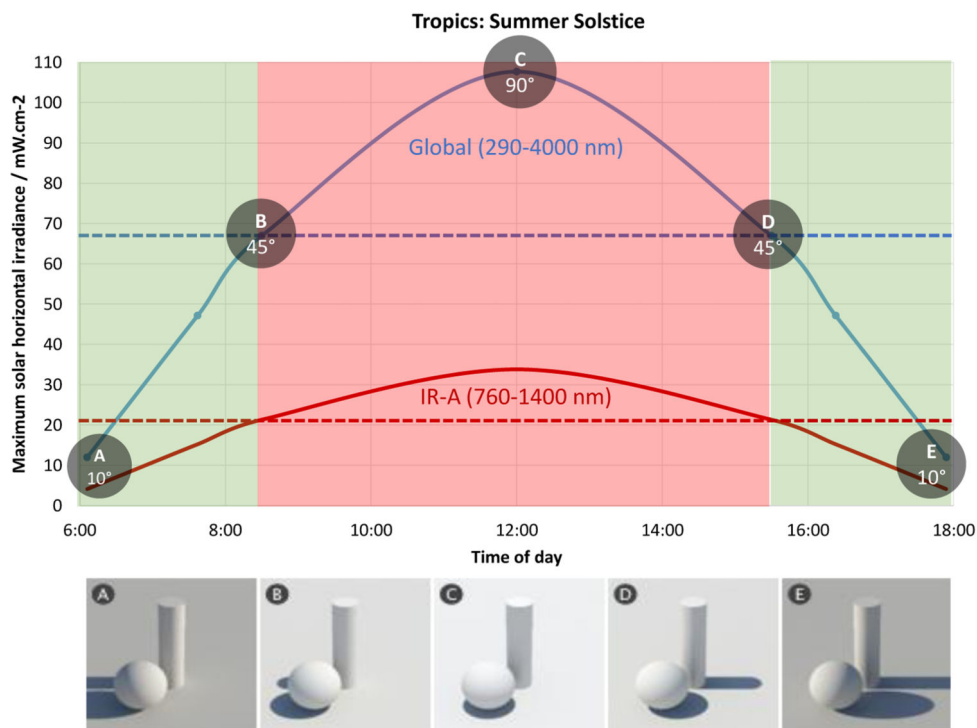 Tropics: Summer Solstice
Maximum solar horizontal irradiance / mW.cm-2
110
100
90
80
70
60
50
40
30
20
10
0
C
90°
Global (290-4000 nm)
B
45°
D
45°
IR-A (760-1400 nm)
A
10°
E
10°
6:00 8:00 10:00 12:00 14:00 16:00 18:00
Time of day
A B C D E